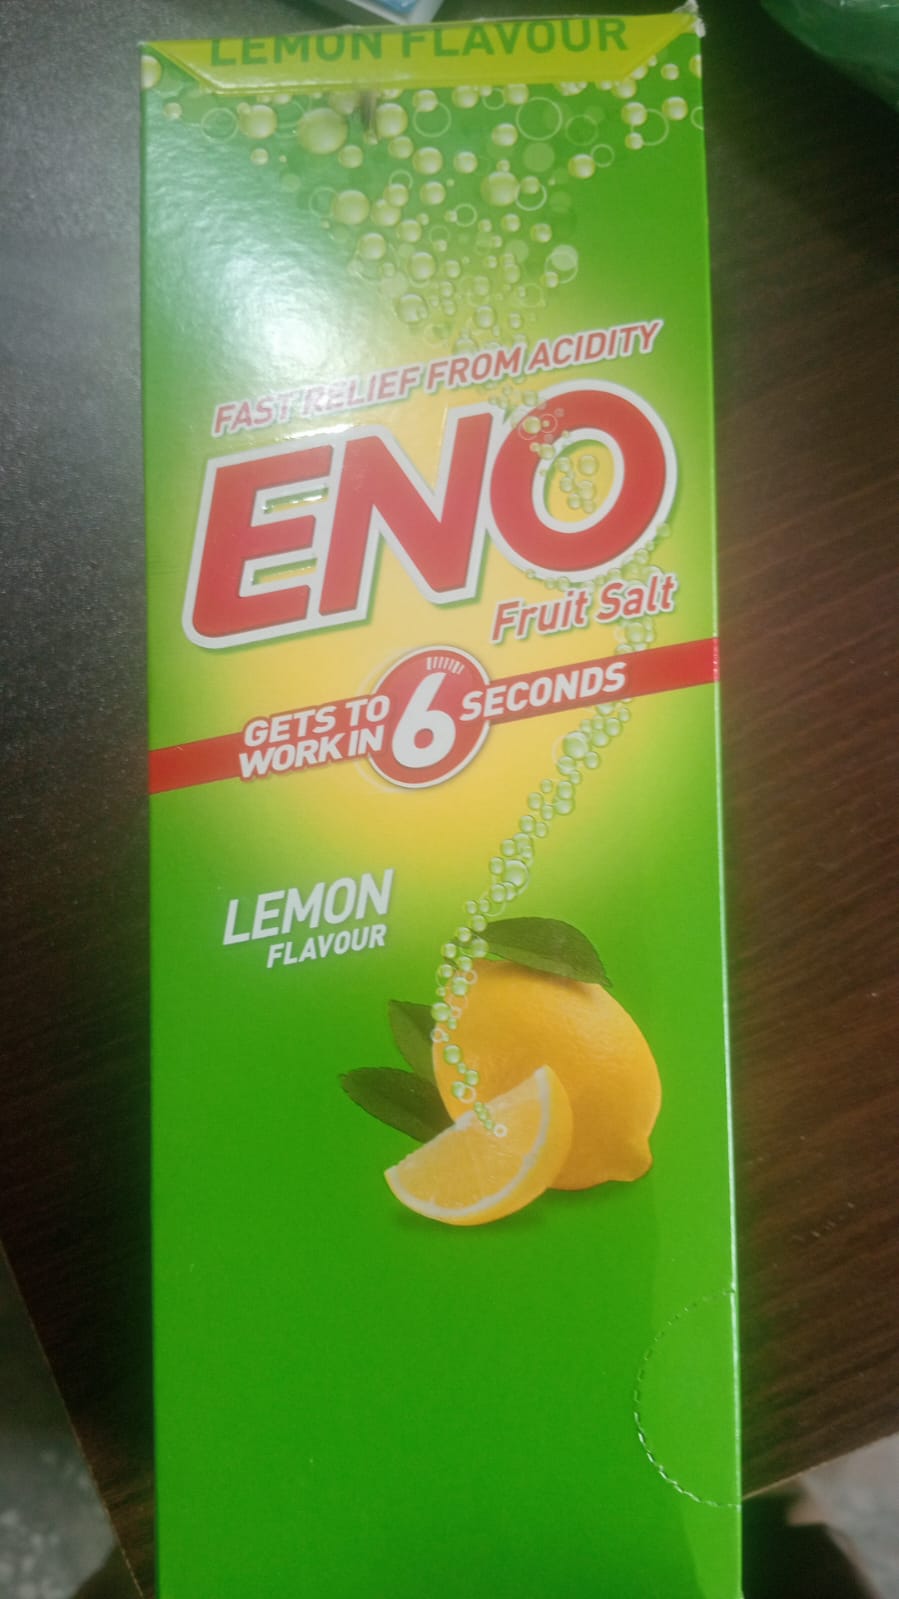 LEMON FLAVOUR
FAST RELIEF FROM ACIDITY
ENO
Fruit Salt
GETS TO
WORK IN 6 SECONDS
LEMON
FLAVOUR